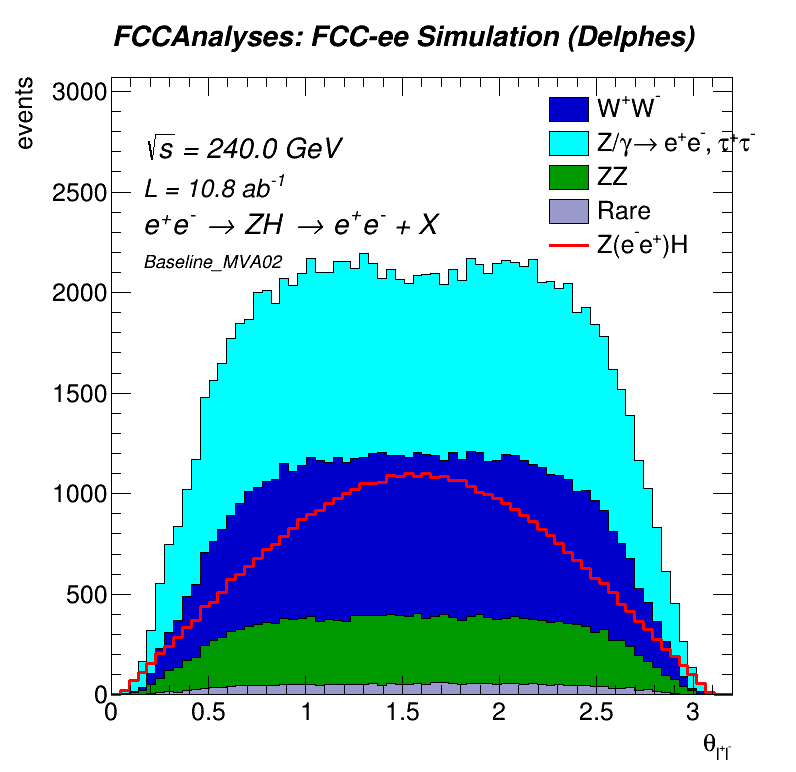 FCCAnalyses: FCC-ee Simulation (Delphes)
events
3000
2500
2000
1500
1000
500
0
√s = 240.0 GeV
L = 10.8 ab⁻¹
e⁺e⁻ → ZH → e⁺e⁻ + X
Baseline_MVA02
W⁺W⁻
Z/γ→ e⁺e⁻, τ⁺τ⁻
ZZ
Rare
Z(e⁻e⁺)H
0 0.5 1 1.5 2 2.5 3
θ_l⁺l⁻